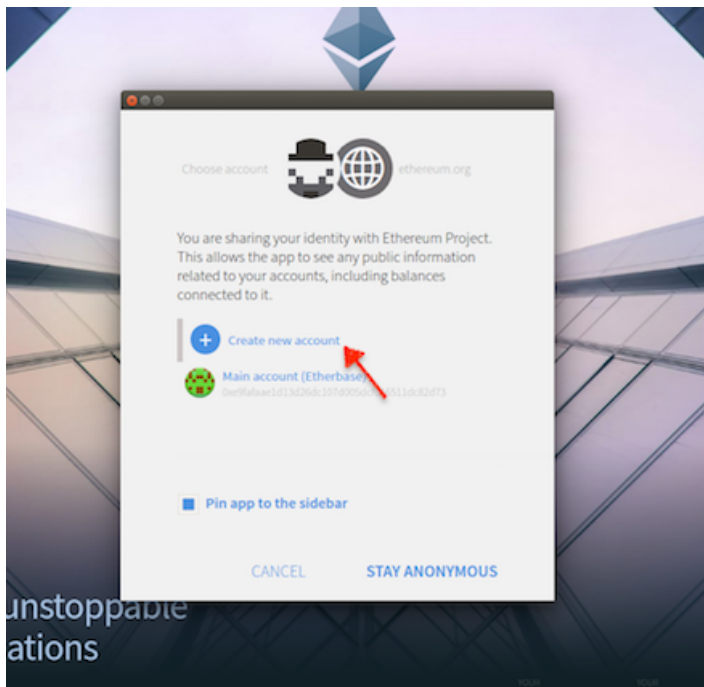 Choose account
ethereum.org
You are sharing your identity with Ethereum Project.
This allows the app to see any public information
related to your accounts, including balances
connected to it.
Create new account
Main account (Etherbase)
Pin app to the sidebar
CANCEL STAY ANONYMOUS
unstoppable
ations
YOUR YOUR